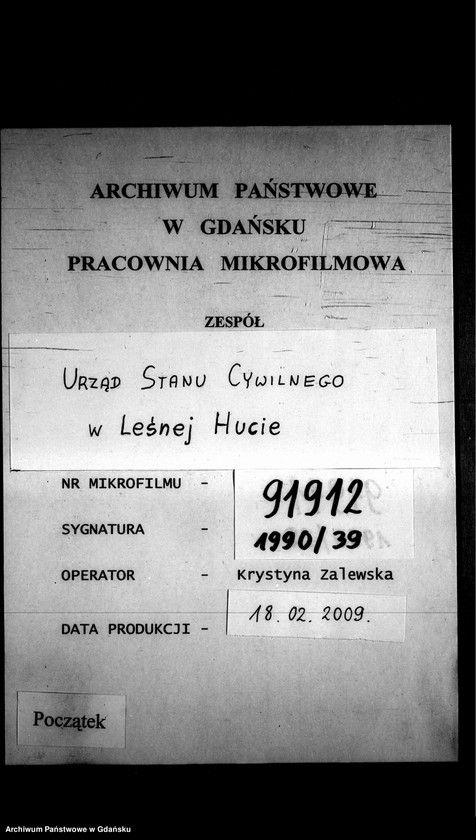 ARCHIWUM PAŃSTWOWE
W GDAŃSKU
PRACOWNIA MIKROFILMOWA
ZESPÓŁ
URZĄD STANU CYWILNEGO
w Leśnej Hucie
NR MIKROFILMU - 91912
SYGNATURA - 1990/39
OPERATOR - Krystyna Zalewska
DATA PRODUKCJI - 18.02.2009.
Początek
Archiwum Państwowe w Gdańsku